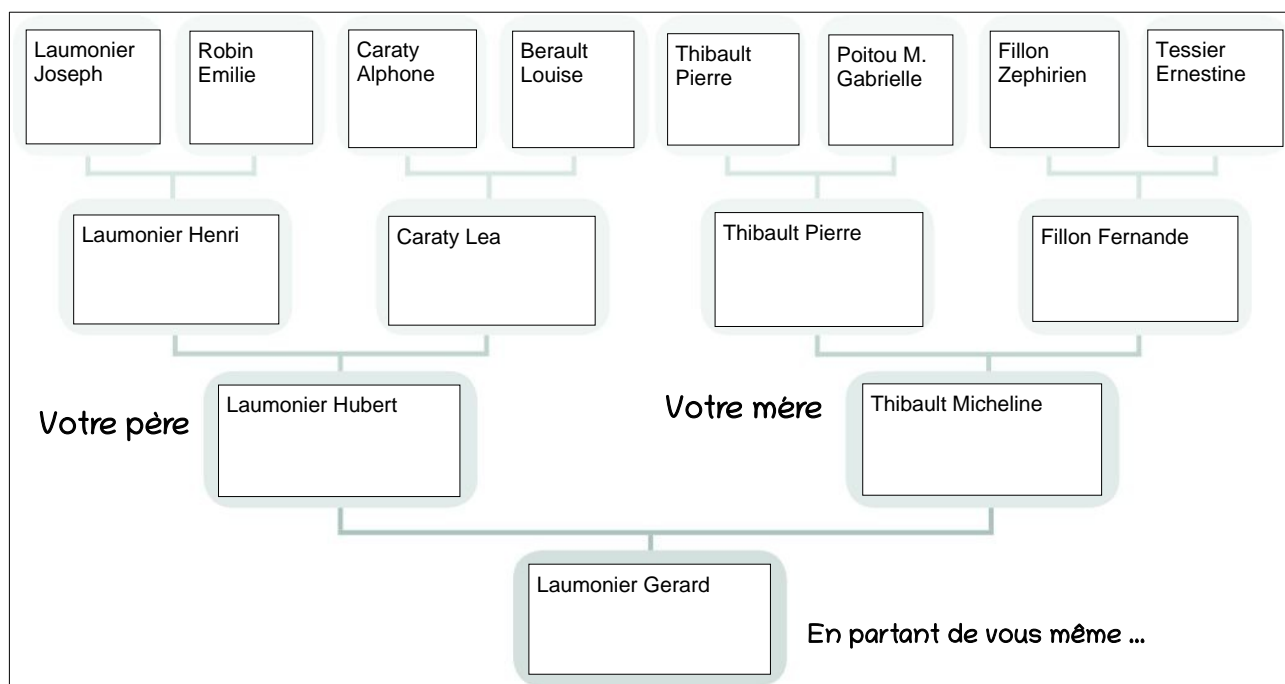 Laumonier
Joseph
Robin
Emilie
Caraty
Alphone
Berault
Louise
Thibault
Pierre
Poitou M.
Gabrielle
Fillon
Zephirien
Tessier
Ernestine
Laumonier Henri
Caraty Lea
Thibault Pierre
Fillon Fernande
Votre père
Laumonier Hubert
Votre mére
Thibault Micheline
Laumonier Gerard
En partant de vous même ...